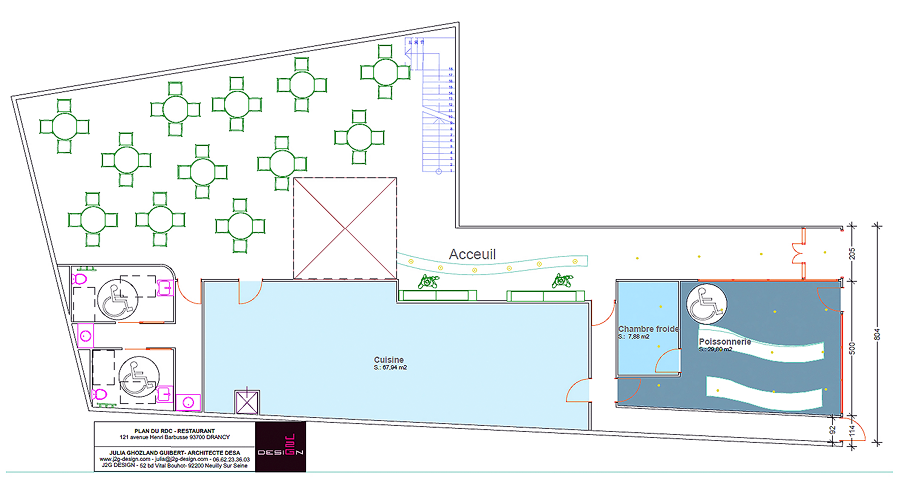 Acceuil
205
804
Chambre froide
S.: 7,88 m2
Poissonnerie
S.: 29,60 m2
500
Cuisine
S.: 67,94 m2
92
114
PLAN DU RDC - RESTAURANT
121 avenue Henri Barbusse 93700 DRANCY
JULIA GHOZLAND GUIBERT- ARCHITECTE DESA
www.j2g-design.com - julia@j2g-design.com - 06.62.23.36.03
J2G DESIGN - 52 bd Vital Bouhot- 92200 Neuilly Sur Seine
DESIGN